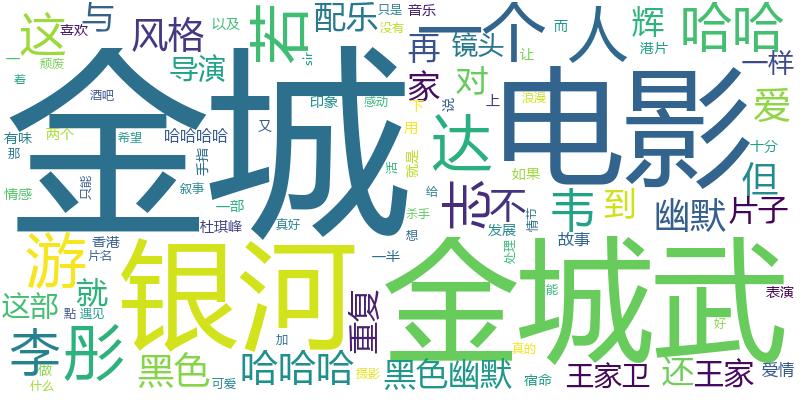 金城
电影
银河
金城武
一个
人
哈哈
这
喜欢
与
风格
以及
若
配乐
只是
音乐
没有
再
镜头
而
让
辉
港片
一样
颓废
一
着
导演
sir
印象
感动
家
下
说
对
上
浪漫
爱
十分
酒吧
有味
那
希望
哈哈哈哈
又
用
达
如果
但
情感
两个
只能
叙事
手指
就是
给
武
不
韦
到
幽默
片子
一部
杜琪峰
真好
杀手
想
发展
情节
处理
故事
游
香港
片名
一半
这部
就
點
遇见
重复
能
表演
好
李
彤
加
真的
做
什么
黑色
可爱
哈哈哈
摄影
黑色幽默
宿命
王家卫
还
王家
爱情